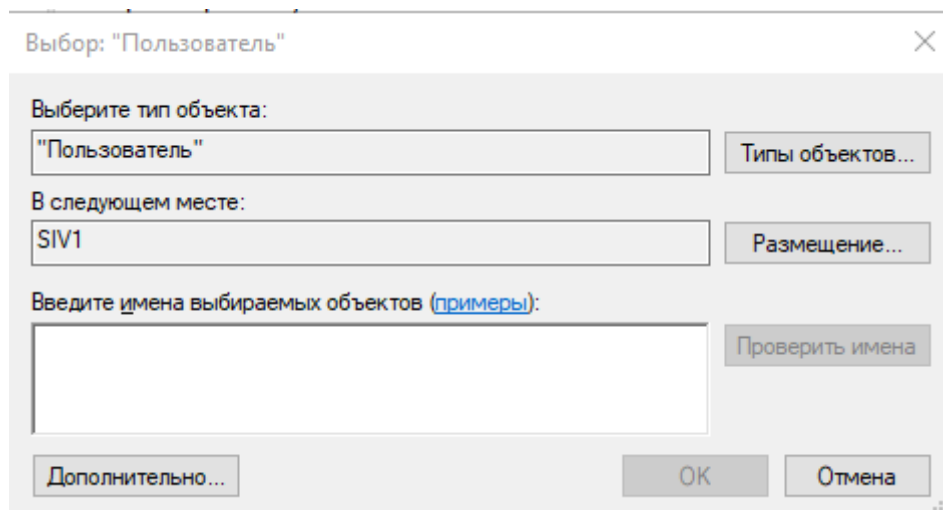 Выбор: "Пользователь"
Выберите тип объекта:
"Пользователь"
Типы объектов...
В следующем месте:
SIV1
Размещение...
Введите имена выбираемых объектов (примеры):
Проверить имена
Дополнительно...
OK
Отмена